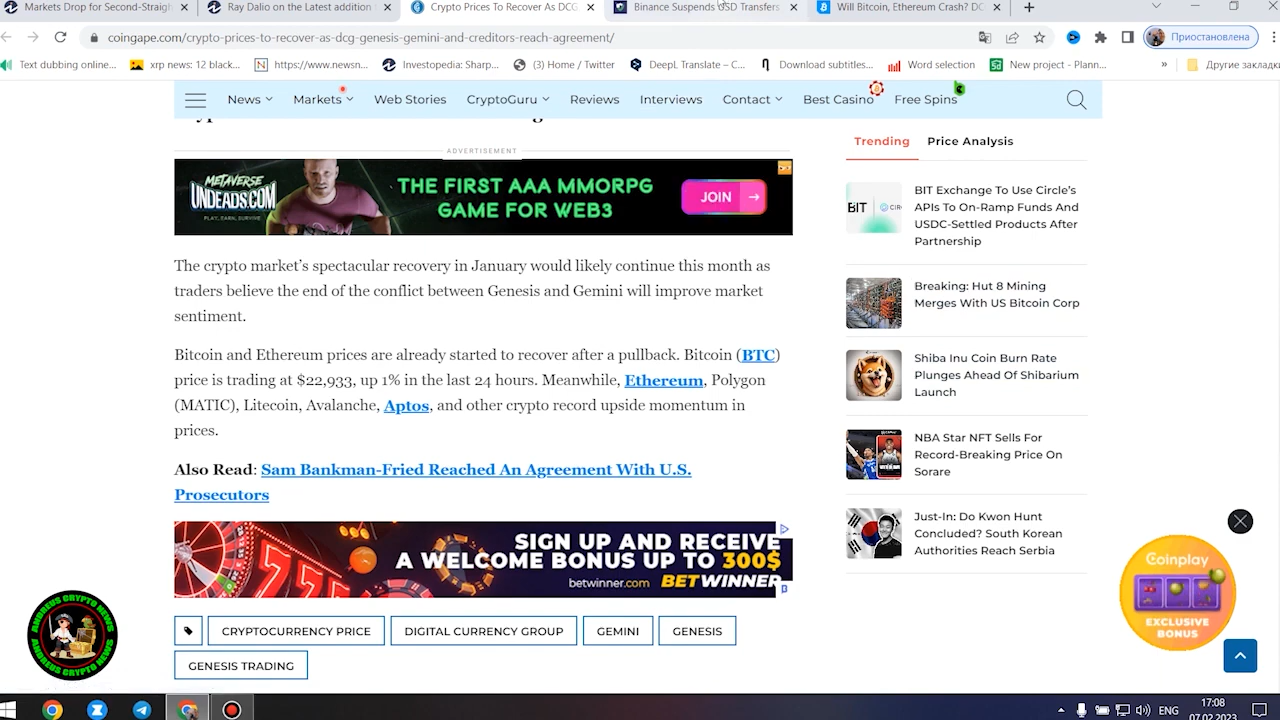 Markets Drop for Second-Straigh
Ray Dalio on the Latest addition
Crypto Prices To Recover As DCG,
Binance Suspends USD Transfers
Will Bitcoin, Ethereum Crash? DC
coingape.com/crypto-prices-to-recover-as-dcg-genesis-gemini-and-creditors-reach-agreement/
Приостановлена
Text dubbing online...
xrp news: 12 black...
https://www.newsn...
Investopedia: Sharp...
(3) Home / Twitter
DeepL Translate – C...
Download subtitles...
Word selection
New project - Plann...
»
Другие закладки
News
Markets
Web Stories
CryptoGuru
Reviews
Interviews
Contact
Best Casino
Free Spins
ADVERTISEMENT
METAVERSE
UNDEADS.COM
PLAY, EARN, SURVIVE
THE FIRST AAA MMORPG
GAME FOR WEB3
JOIN
The crypto market's spectacular recovery in January would likely continue this month as
traders believe the end of the conflict between Genesis and Gemini will improve market
sentiment.
Bitcoin and Ethereum prices are already started to recover after a pullback. Bitcoin (BTC)
price is trading at $22,933, up 1% in the last 24 hours. Meanwhile, Ethereum, Polygon
(MATIC), Litecoin, Avalanche, Aptos, and other crypto record upside momentum in
prices.
Also Read: Sam Bankman-Fried Reached An Agreement With U.S.
Prosecutors
SIGN UP AND RECEIVE
A WELCOME BONUS UP TO 300$
betwinner.com BETWINNER
CRYPTOCURRENCY PRICE
DIGITAL CURRENCY GROUP
GEMINI
GENESIS
GENESIS TRADING
Trending
Price Analysis
BIT
CIR
BIT Exchange To Use Circle's
APIs To On-Ramp Funds And
USDC-Settled Products After
Partnership
Breaking: Hut 8 Mining
Merges With US Bitcoin Corp
Shiba Inu Coin Burn Rate
Plunges Ahead Of Shibarium
Launch
NBA Star NFT Sells For
Record-Breaking Price On
Sorare
Just-In: Do Kwon Hunt
Concluded? South Korean
Authorities Reach Serbia
Coinplay
EXCLUSIVE
BONUS
ANDREUS CRYPTO NEWS
ANDREUS CRYPTO NEWS
ENG
17:08
07.02.2023